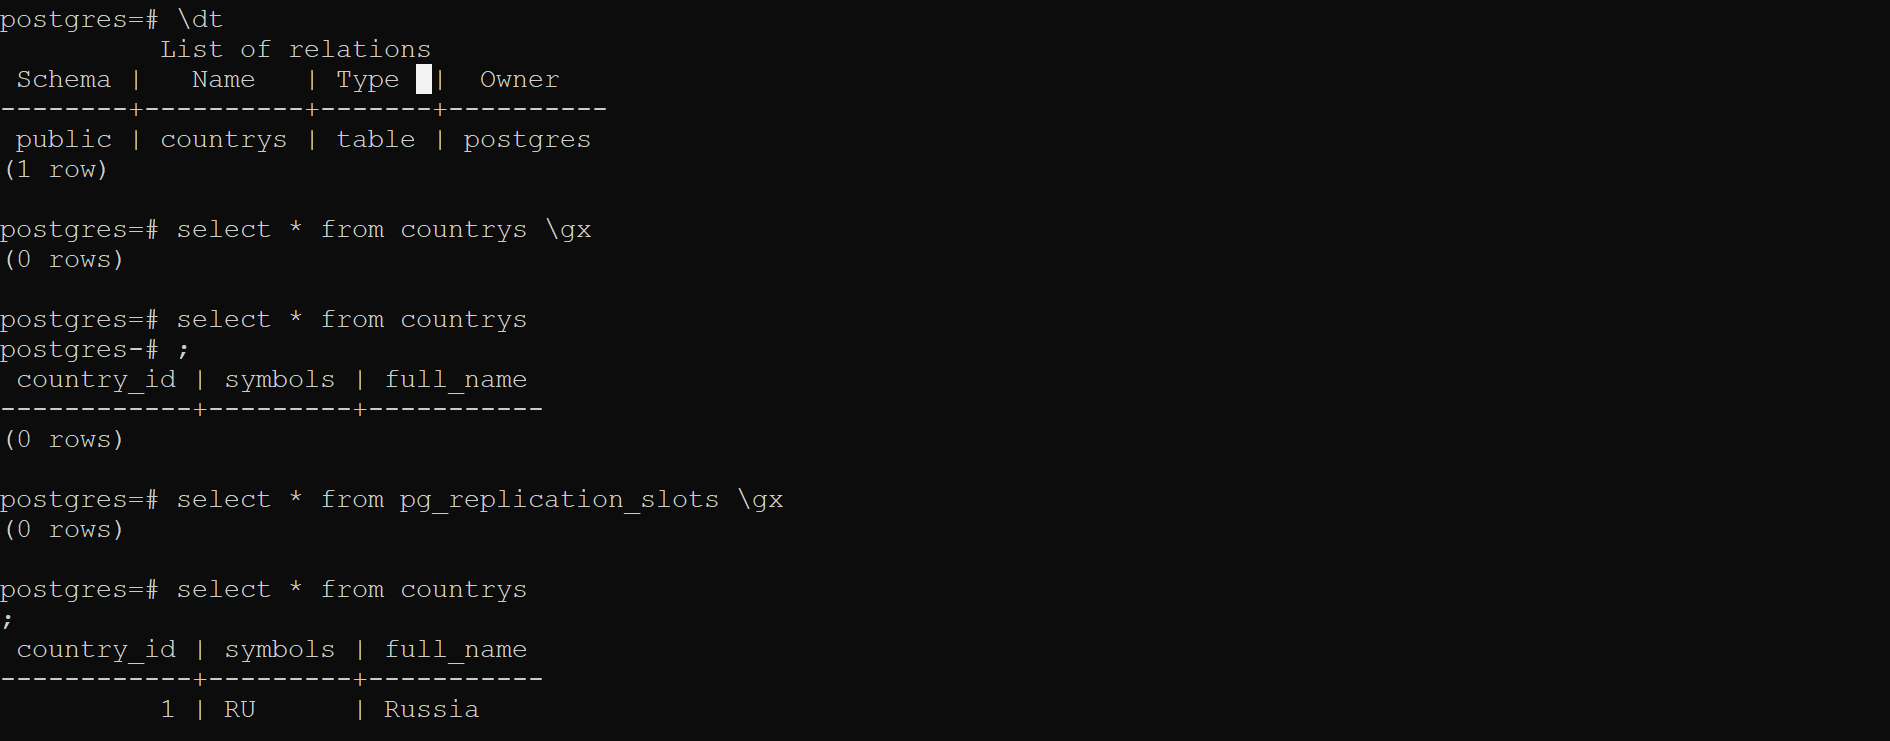 postgres=# \dt
          List of relations
 Schema |   Name   | Type  |  Owner
--------+----------+-------+----------
 public | countrys | table | postgres
(1 row)

postgres=# select * from countrys \gx
(0 rows)

postgres=# select * from countrys
postgres-# ;
 country_id | symbols | full_name
------------+---------+-----------
(0 rows)

postgres=# select * from pg_replication_slots \gx
(0 rows)

postgres=# select * from countrys
;
 country_id | symbols | full_name
------------+---------+-----------
          1 | RU      | Russia